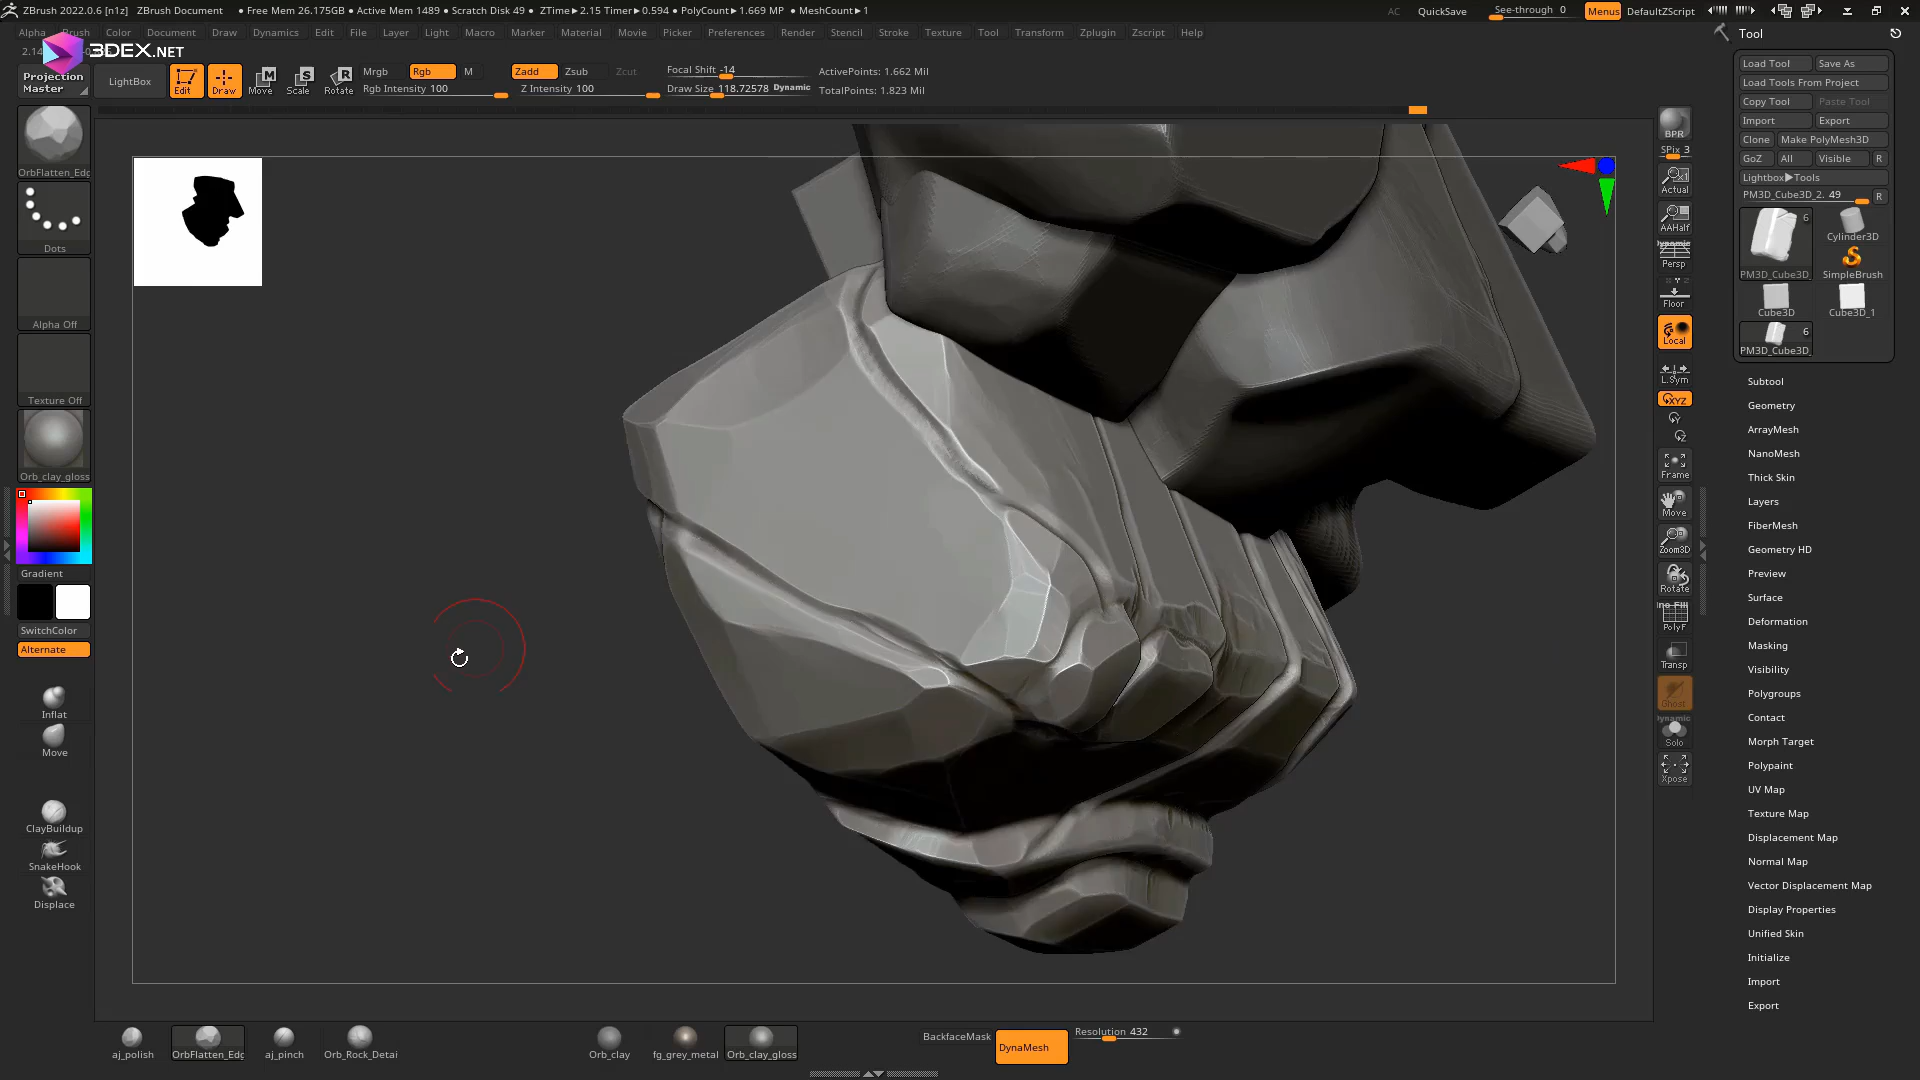 ZBrush 2022.0.6 [n1z] ZBrush Document ● Free Mem 26.175GB ● Active Mem 1489 ● Scratch Disk 49 ● ZTime►2.15 Timer►0.594 ● PolyCount►1.669 MP ● MeshCount►1 AC QuickSave See-through 0 Menus DefaultZScript
Alpha Brush Color Document Draw Dynamics Edit File Layer Light Macro Marker Material Movie Picker Preferences Render Stencil Stroke Texture Tool Transform Zplugin Zscript Help
3DEX.NET
Projection Master
LightBox
Edit Draw Move Scale Rotate
Mrgb Rgb M
Rgb Intensity 100
Zadd Zsub Zcut
Z Intensity 100
Focal Shift -14
Draw Size 118.72578 Dynamic
ActivePoints: 1.662 Mil
TotalPoints: 1.823 Mil
OrbFlatten_Edg
Dots
Alpha Off
Texture Off
Orb_clay_gloss
Gradient
SwitchColor
Alternate
Inflat
Move
ClayBuildup
SnakeHook
Displace
BPR
SPix 3
Actual
AAHalf
Dynamic
Persp
Floor
Local
L.Sym
XYZ
Frame
Move
Zoom3D
Rotate
PolyF
Transp
Ghost
Dynamic
Solo
Xpose
Tool
Load Tool Save As
Load Tools From Project
Copy Tool Paste Tool
Import Export
Clone Make PolyMesh3D
GoZ All Visible R
Lightbox►Tools
PM3D_Cube3D_2. 49 R
6
PM3D_Cube3D_
Cylinder3D
SimpleBrush
Cube3D Cube3D_1
6
PM3D_Cube3D_
Subtool
Geometry
ArrayMesh
NanoMesh
Thick Skin
Layers
FiberMesh
Geometry HD
Preview
Surface
Deformation
Masking
Visibility
Polygroups
Contact
Morph Target
Polypaint
UV Map
Texture Map
Displacement Map
Normal Map
Vector Displacement Map
Display Properties
Unified Skin
Initialize
Import
Export
aj_polish OrbFlatten_Edg aj_pinch Orb_Rock_Detai Orb_clay fg_grey_metal Orb_clay_gloss
BackfaceMask DynaMesh Resolution 432